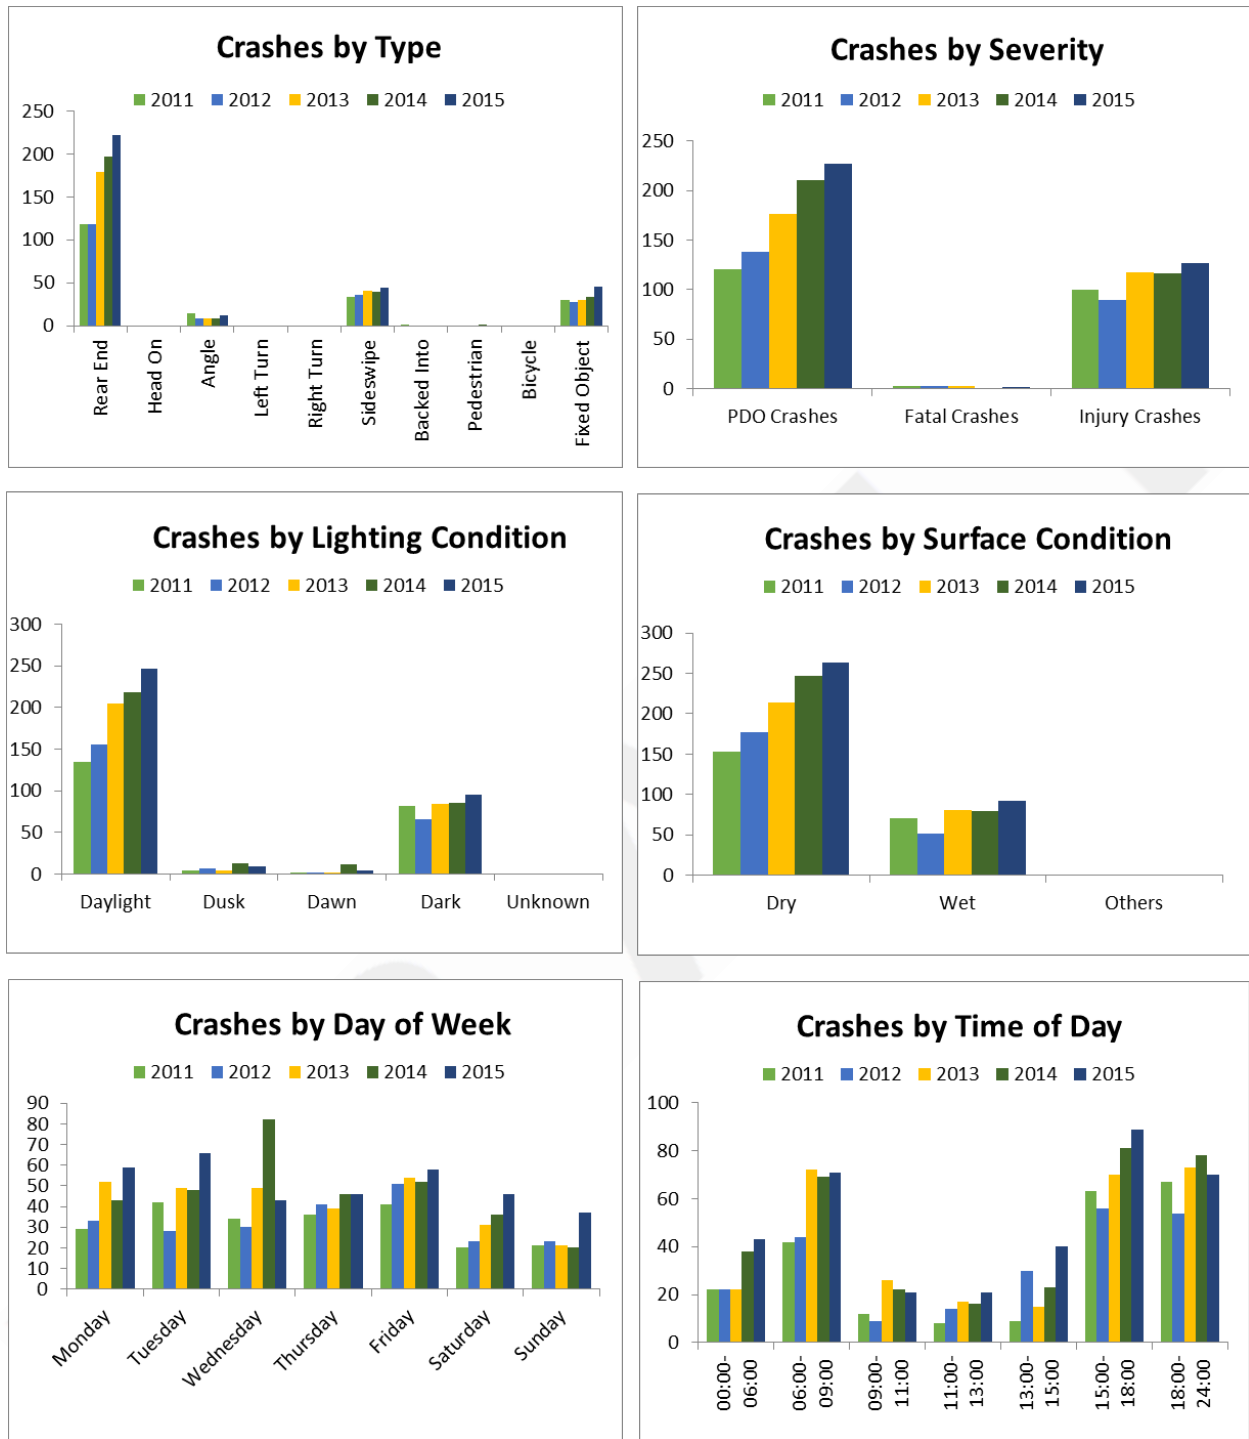 Crashes by Type
2011 2012 2013 2014 2015
250
200
150
100
50
0
Rear End
Head On
Angle
Left Turn
Right Turn
Sideswipe
Backed Into
Pedestrian
Bicycle
Fixed Object
Crashes by Severity
2011 2012 2013 2014 2015
250
200
150
100
50
0
PDO Crashes Fatal Crashes Injury Crashes
Crashes by Lighting Condition
2011 2012 2013 2014 2015
300
250
200
150
100
50
0
Daylight Dusk Dawn Dark Unknown
Crashes by Surface Condition
2011 2012 2013 2014 2015
300
250
200
150
100
50
0
Dry Wet Others
Crashes by Day of Week
2011 2012 2013 2014 2015
90
80
70
60
50
40
30
20
10
0
Monday
Tuesday
Wednesday
Thursday
Friday
Saturday
Sunday
Crashes by Time of Day
2011 2012 2013 2014 2015
100
80
60
40
20
0
00:00-
06:00
06:00-
09:00
09:00-
11:00
11:00-
13:00
13:00-
15:00
15:00-
18:00
18:00-
24:00